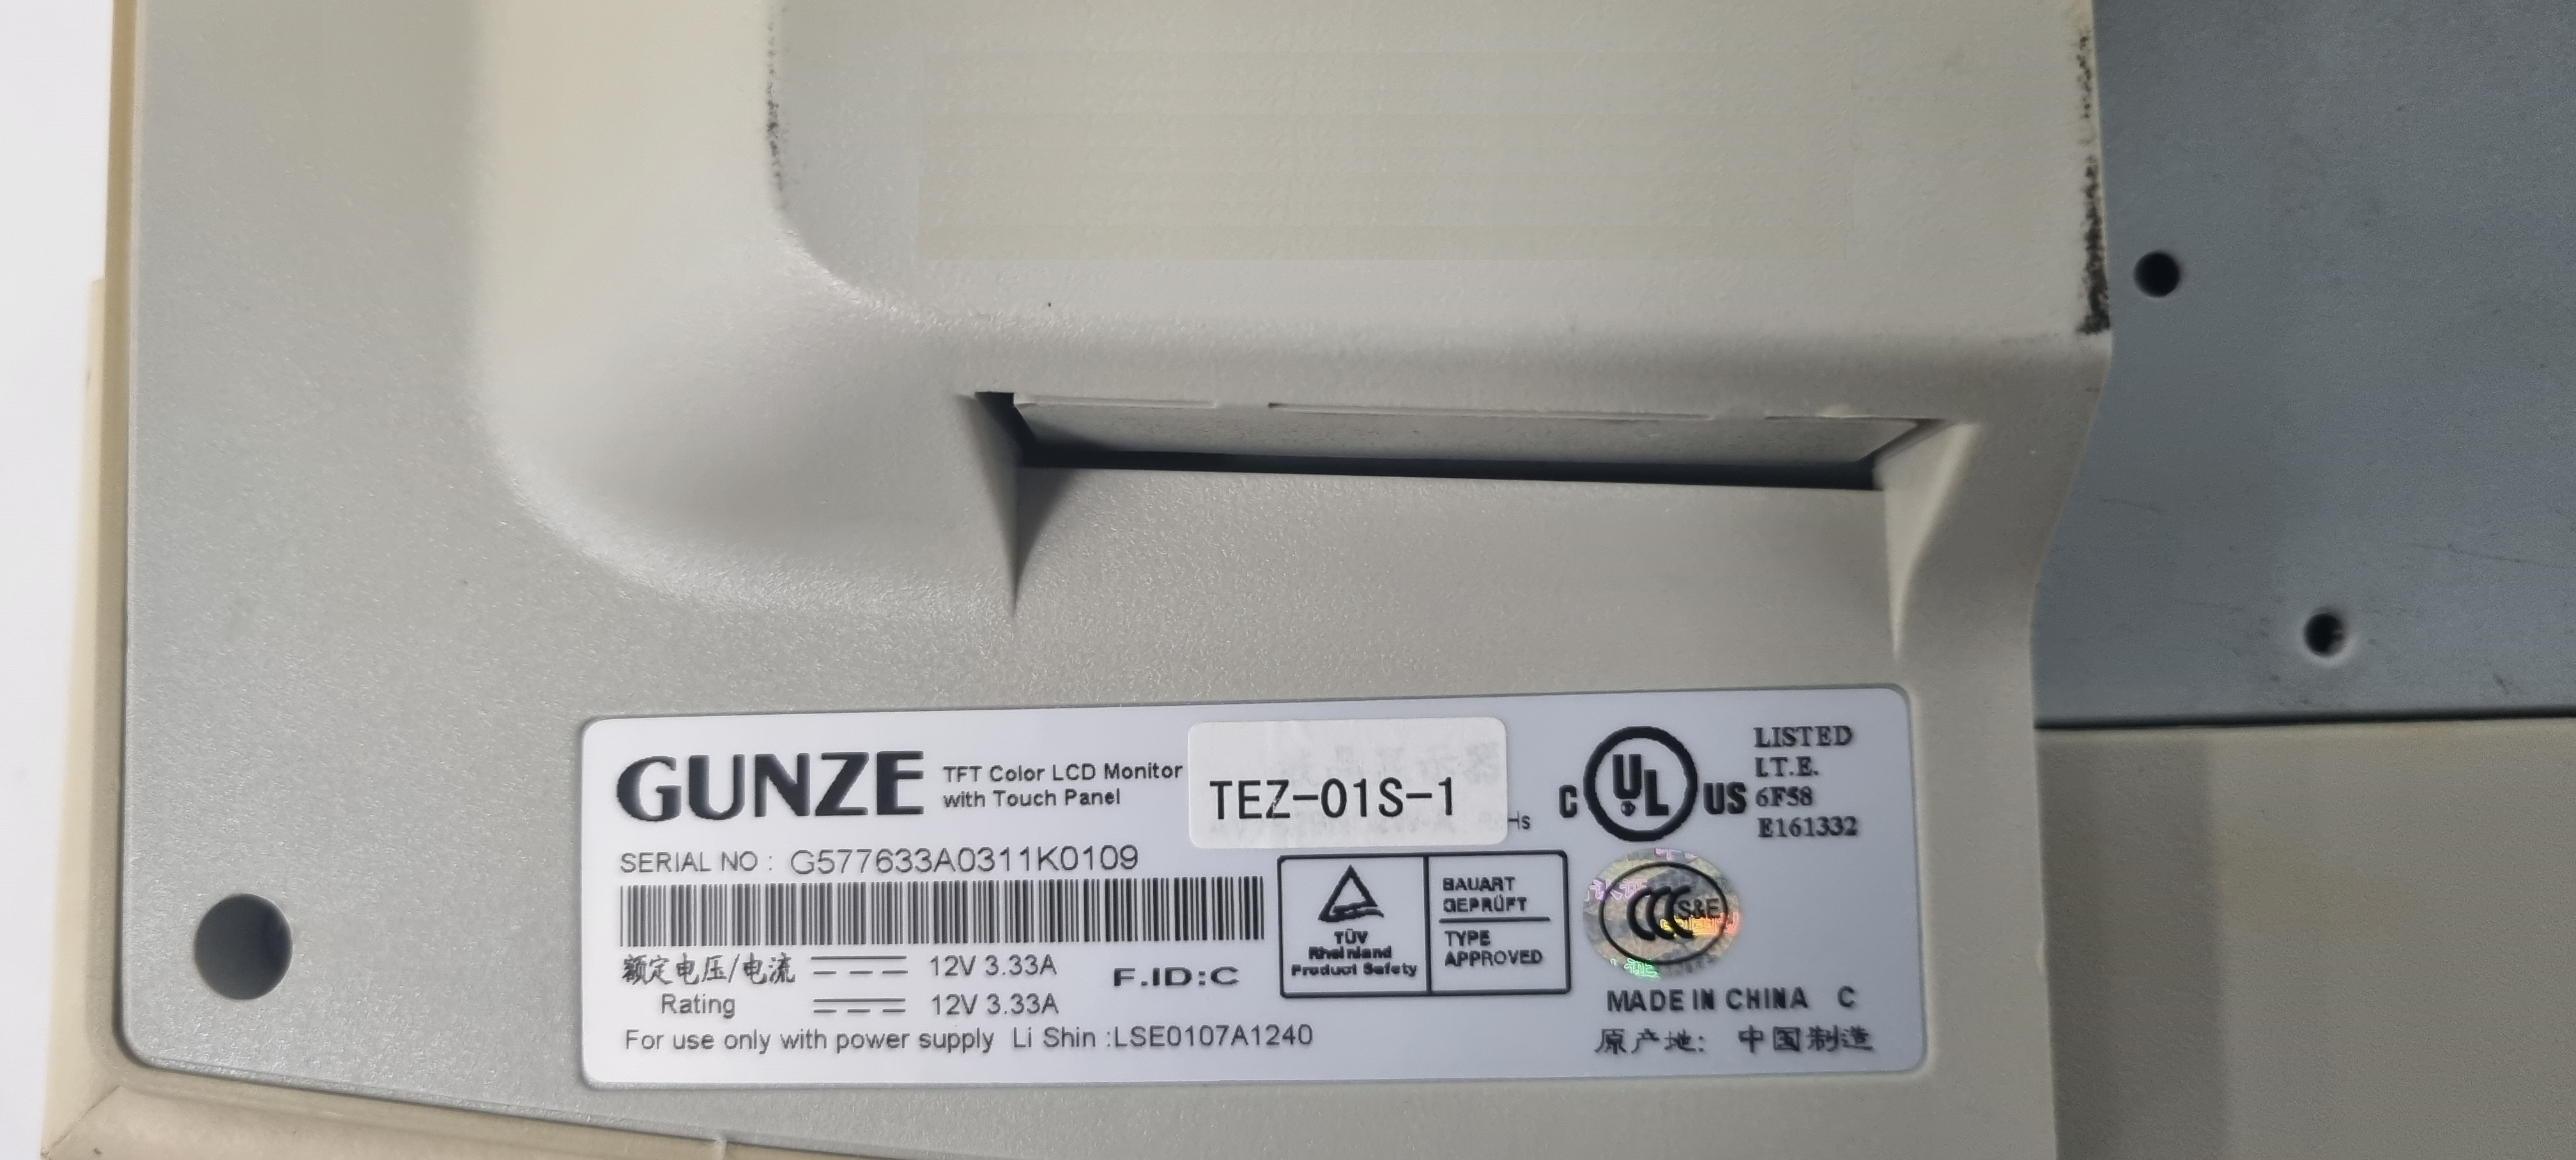 GUNZE
TFT Color LCD Monitor
with Touch Panel
TEZ-01S-1
Hs
SERIAL NO : G577633A0311K0109
额定电压/电流 12V 3.33A
Rating 12V 3.33A
F.ID:C
For use only with power supply Li Shin :LSE0107A1240
TÜV
Rheinland
Product Safety
BAUART
GEPRÜFT
TYPE
APPROVED
C UL US
LISTED
I.T.E.
6F58
E161332
CCC S&E
MADE IN CHINA C
原产地: 中国制造